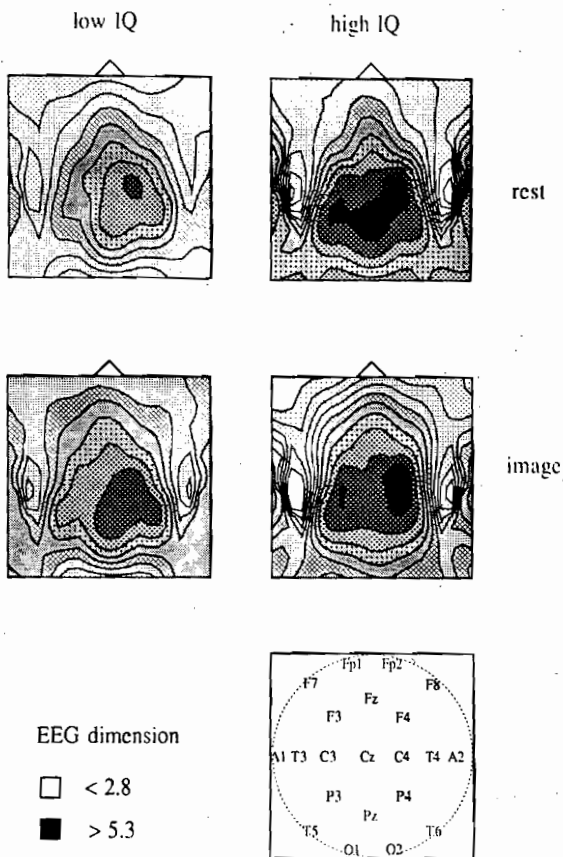 low IQ
high IQ
rest
image
Fp1 Fp2
F7 F8
Fz
F3 F4
A1 T3 C3 Cz C4 T4 A2
P3 P4
Pz
T5 T6
O1 O2
EEG dimension
< 2.8
> 5.3